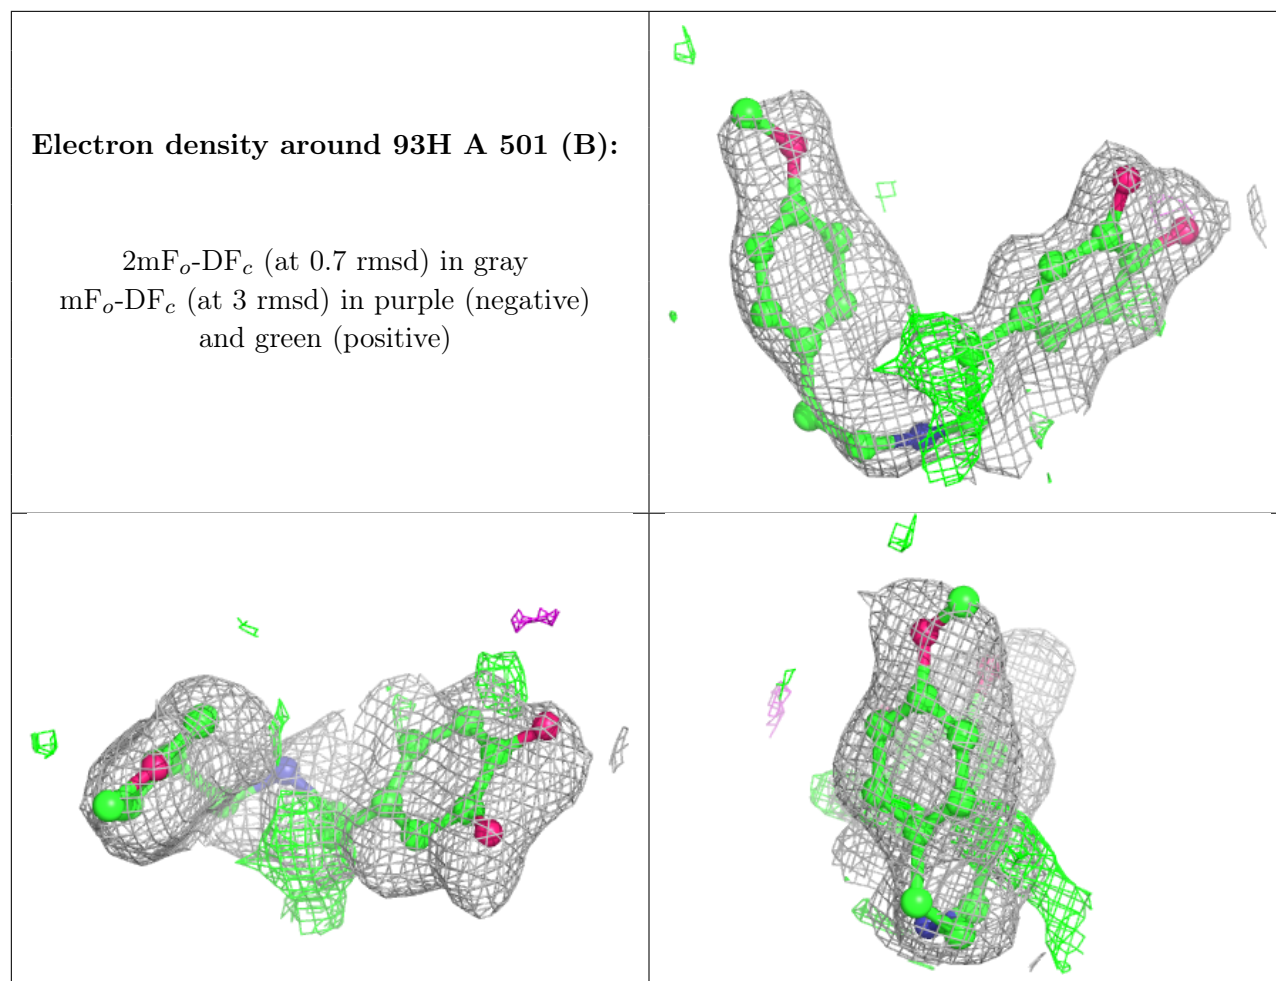 Electron density around 93H A 501 (B):
2mFo-DFc (at 0.7 rmsd) in gray
mFo-DFc (at 3 rmsd) in purple (negative)
and green (positive)